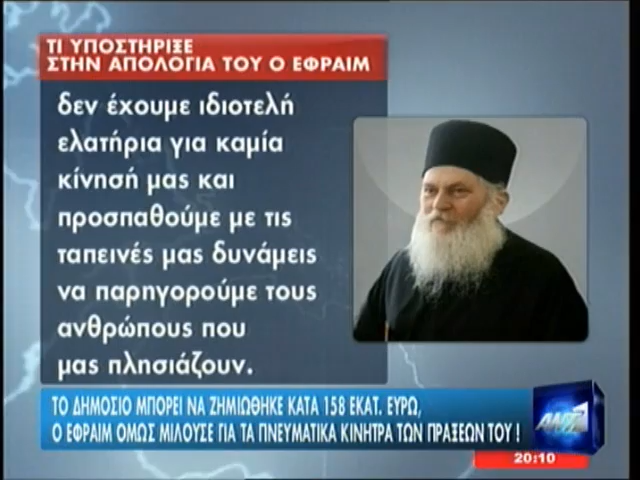 ΤΙ ΥΠΟΣΤΗΡΙΞΕ
ΣΤΗΝ ΑΠΟΛΟΓΙΑ ΤΟΥ Ο ΕΦΡΑΙΜ
δεν έχουμε ιδιοτελή
ελατήρια για καμία
κίνησή μας και
προσπαθούμε με τις
ταπεινές μας δυνάμεις
να παρηγορούμε τους
ανθρώπους που
μας πλησιάζουν.
ΤΟ ΔΗΜΟΣΙΟ ΜΠΟΡΕΙ ΝΑ ΖΗΜΙΩΘΗΚΕ ΚΑΤΑ 158 ΕΚΑΤ. ΕΥΡΩ,
Ο ΕΦΡΑΙΜ ΟΜΩΣ ΜΙΛΟΥΣΕ ΓΙΑ ΤΑ ΠΝΕΥΜΑΤΙΚΑ ΚΙΝΗΤΡΑ ΤΩΝ ΠΡΑΞΕΩΝ ΤΟΥ !
ΑΝΤ1
20:10